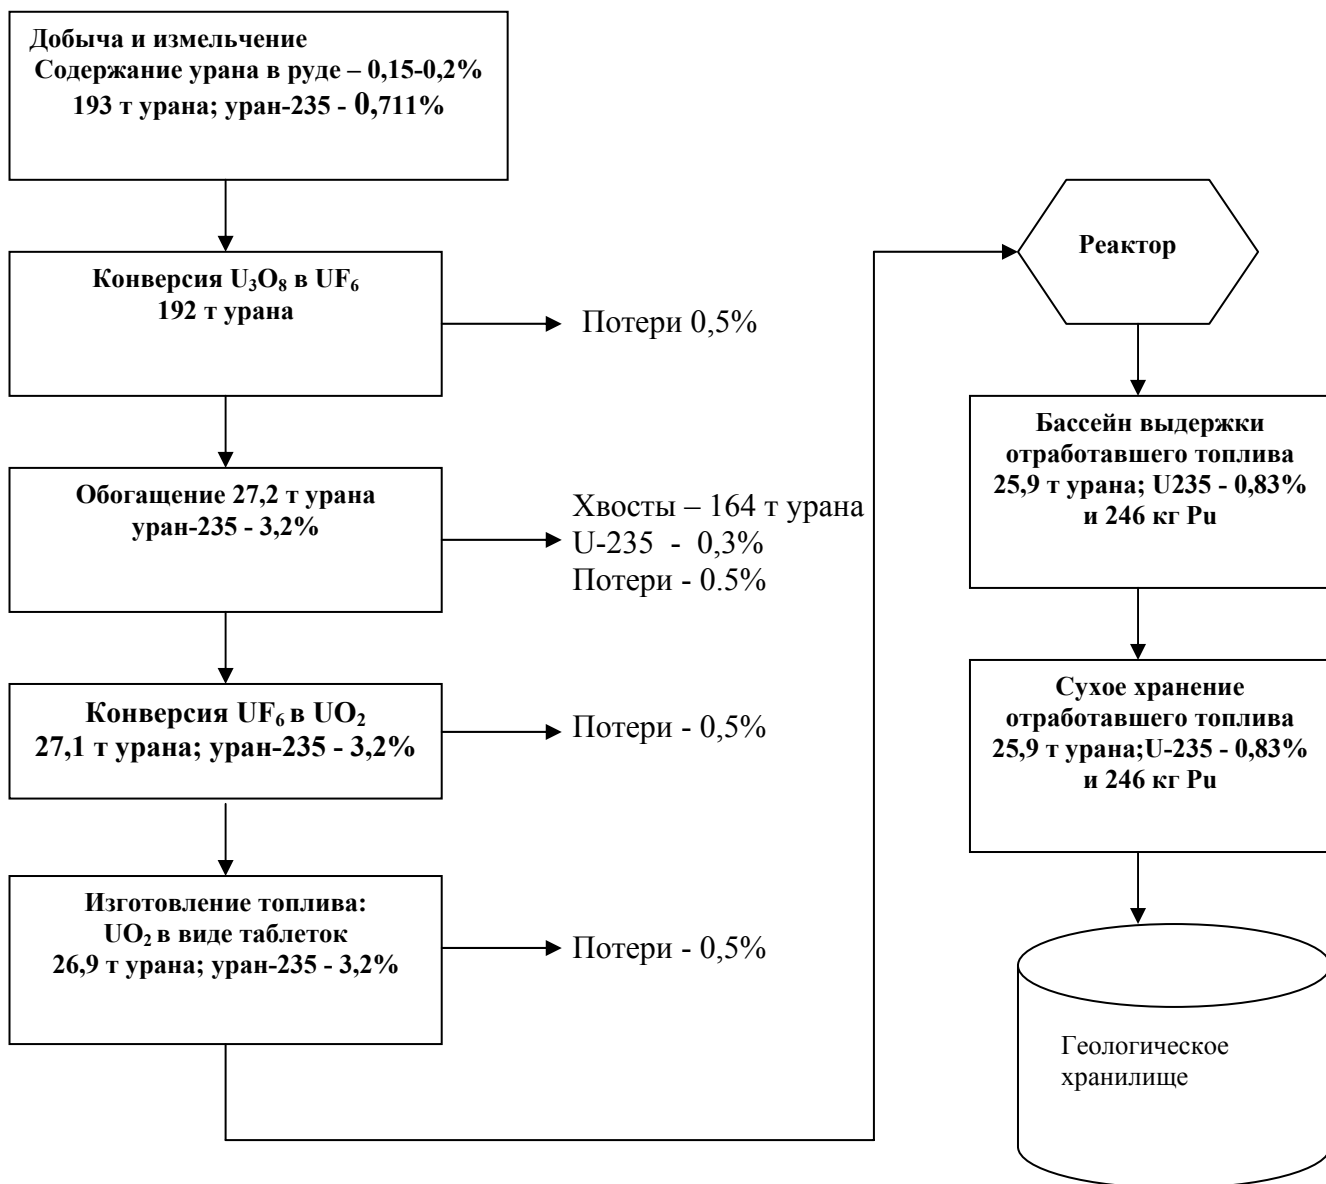 Добыча и измельчение
Содержание урана в руде – 0,15-0,2%
193 т урана; уран-235 - 0,711%
Конверсия U₃O₈ в UF₆
192 т урана
Потери 0,5%
Обогащение 27,2 т урана
уран-235 - 3,2%
Хвосты – 164 т урана
U-235 - 0,3%
Потери - 0.5%
Конверсия UF₆ в UO₂
27,1 т урана; уран-235 - 3,2%
Потери - 0,5%
Изготовление топлива:
UO₂ в виде таблеток
26,9 т урана; уран-235 - 3,2%
Потери - 0,5%
Реактор
Бассейн выдержки
отработавшего топлива
25,9 т урана; U235 - 0,83%
и 246 кг Pu
Сухое хранение
отработавшего топлива
25,9 т урана;U-235 - 0,83%
и 246 кг Pu
Геологическое
хранилище